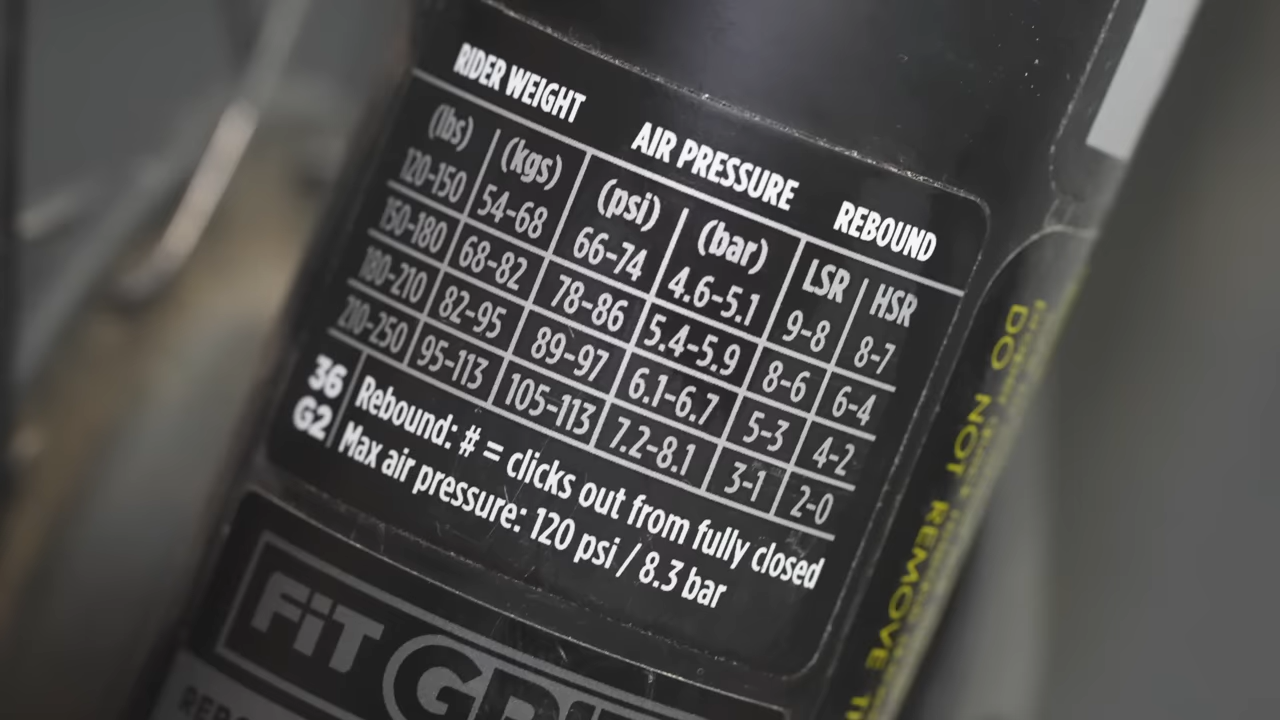 RIDER WEIGHT AIR PRESSURE REBOUND
(lbs) (kgs) (psi) (bar) LSR HSR
120-150 54-68 66-74 4.6-5.1 9-8 8-7
150-180 68-82 78-86 5.4-5.9 8-6 6-4
180-210 82-95 89-97 6.1-6.7 5-3 4-2
210-250 95-113 105-113 7.2-8.1 3-1 2-0
36 Rebound: # = clicks out from fully closed
G2 Max air pressure: 120 psi / 8.3 bar
FiT
DO NOT REMOVE